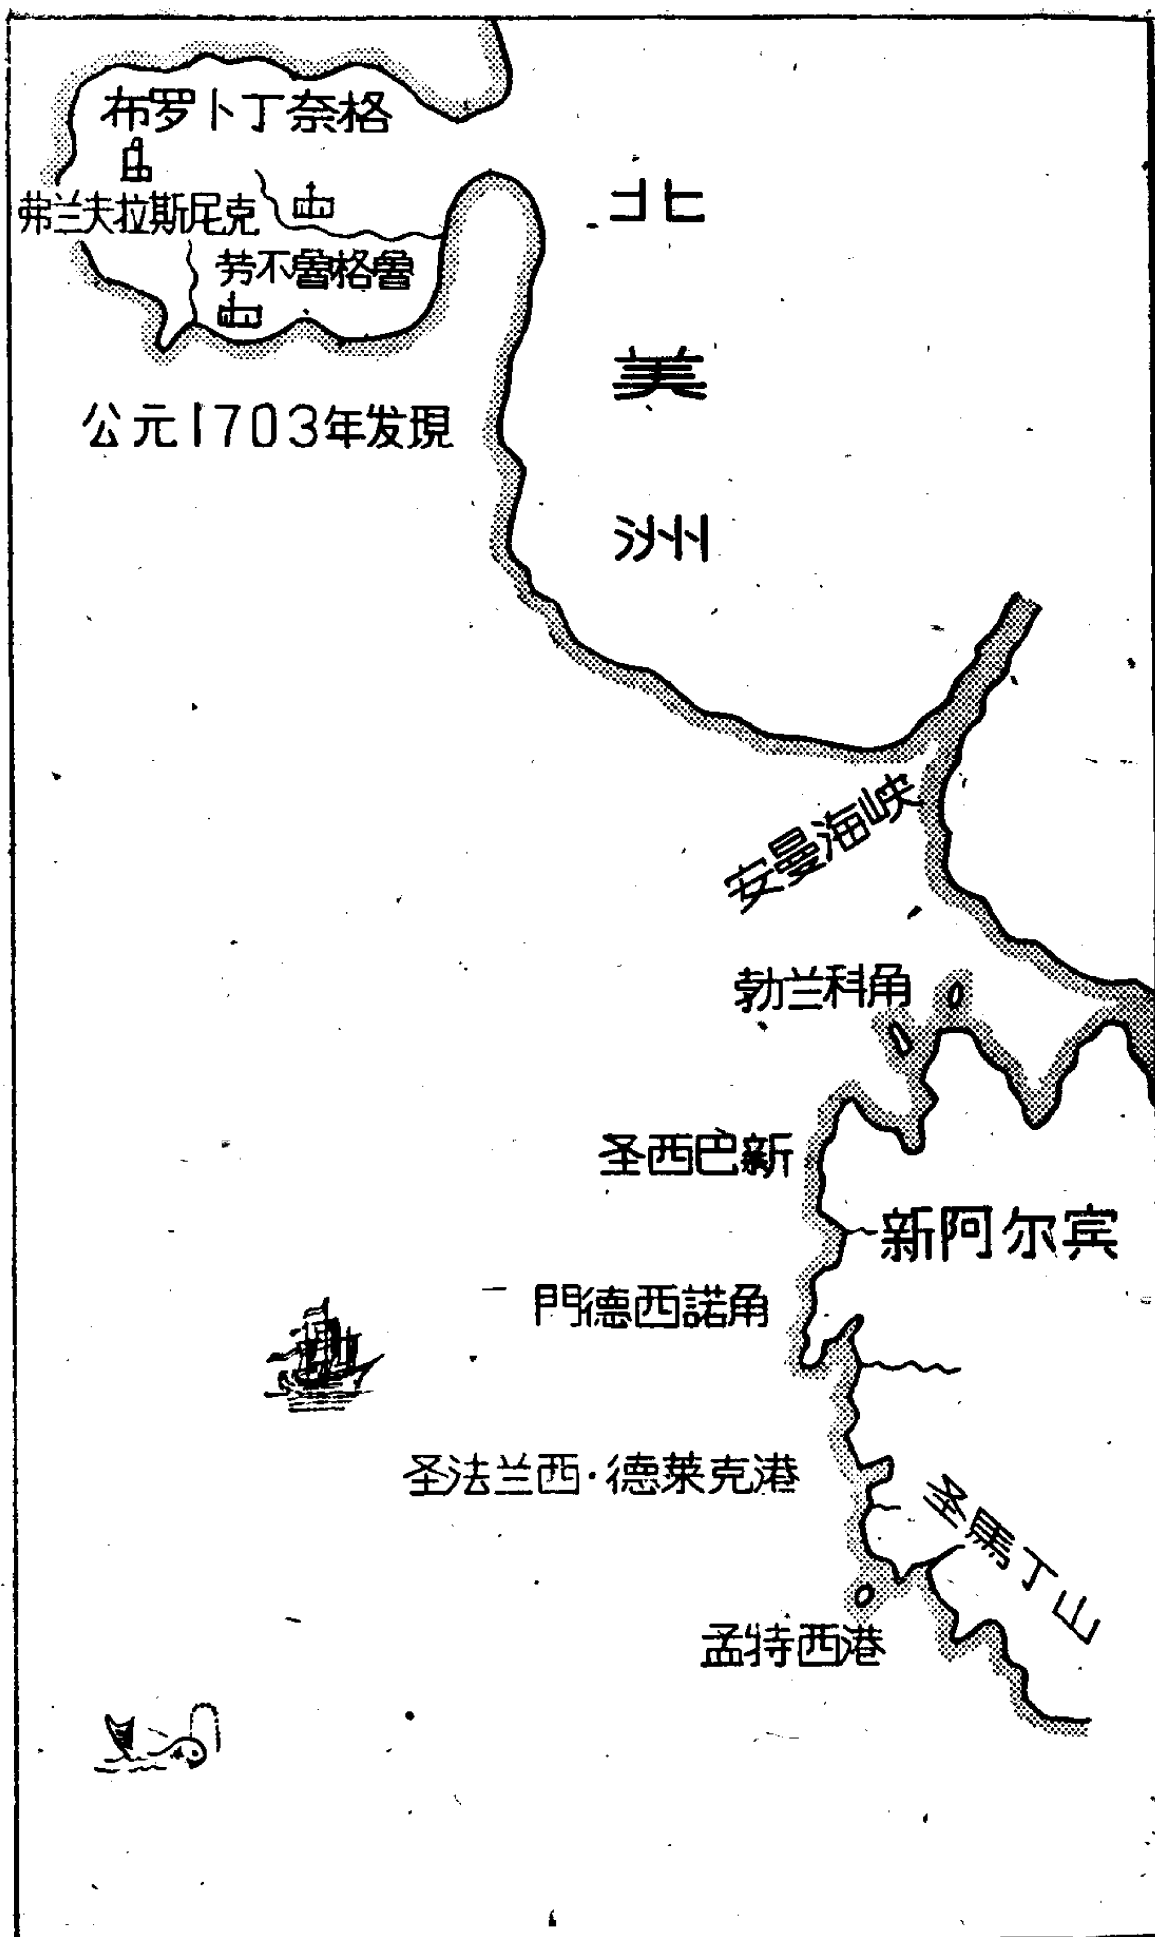 布罗卜丁奈格
弗兰夫拉斯尼克
劳不魯格魯
公元1703年发現
北
美
洲
安曼海峡
勃兰科角
圣西巴新
新阿尔宾
門德西諾角
圣法兰西·德莱克港
圣馬丁山
孟特西港